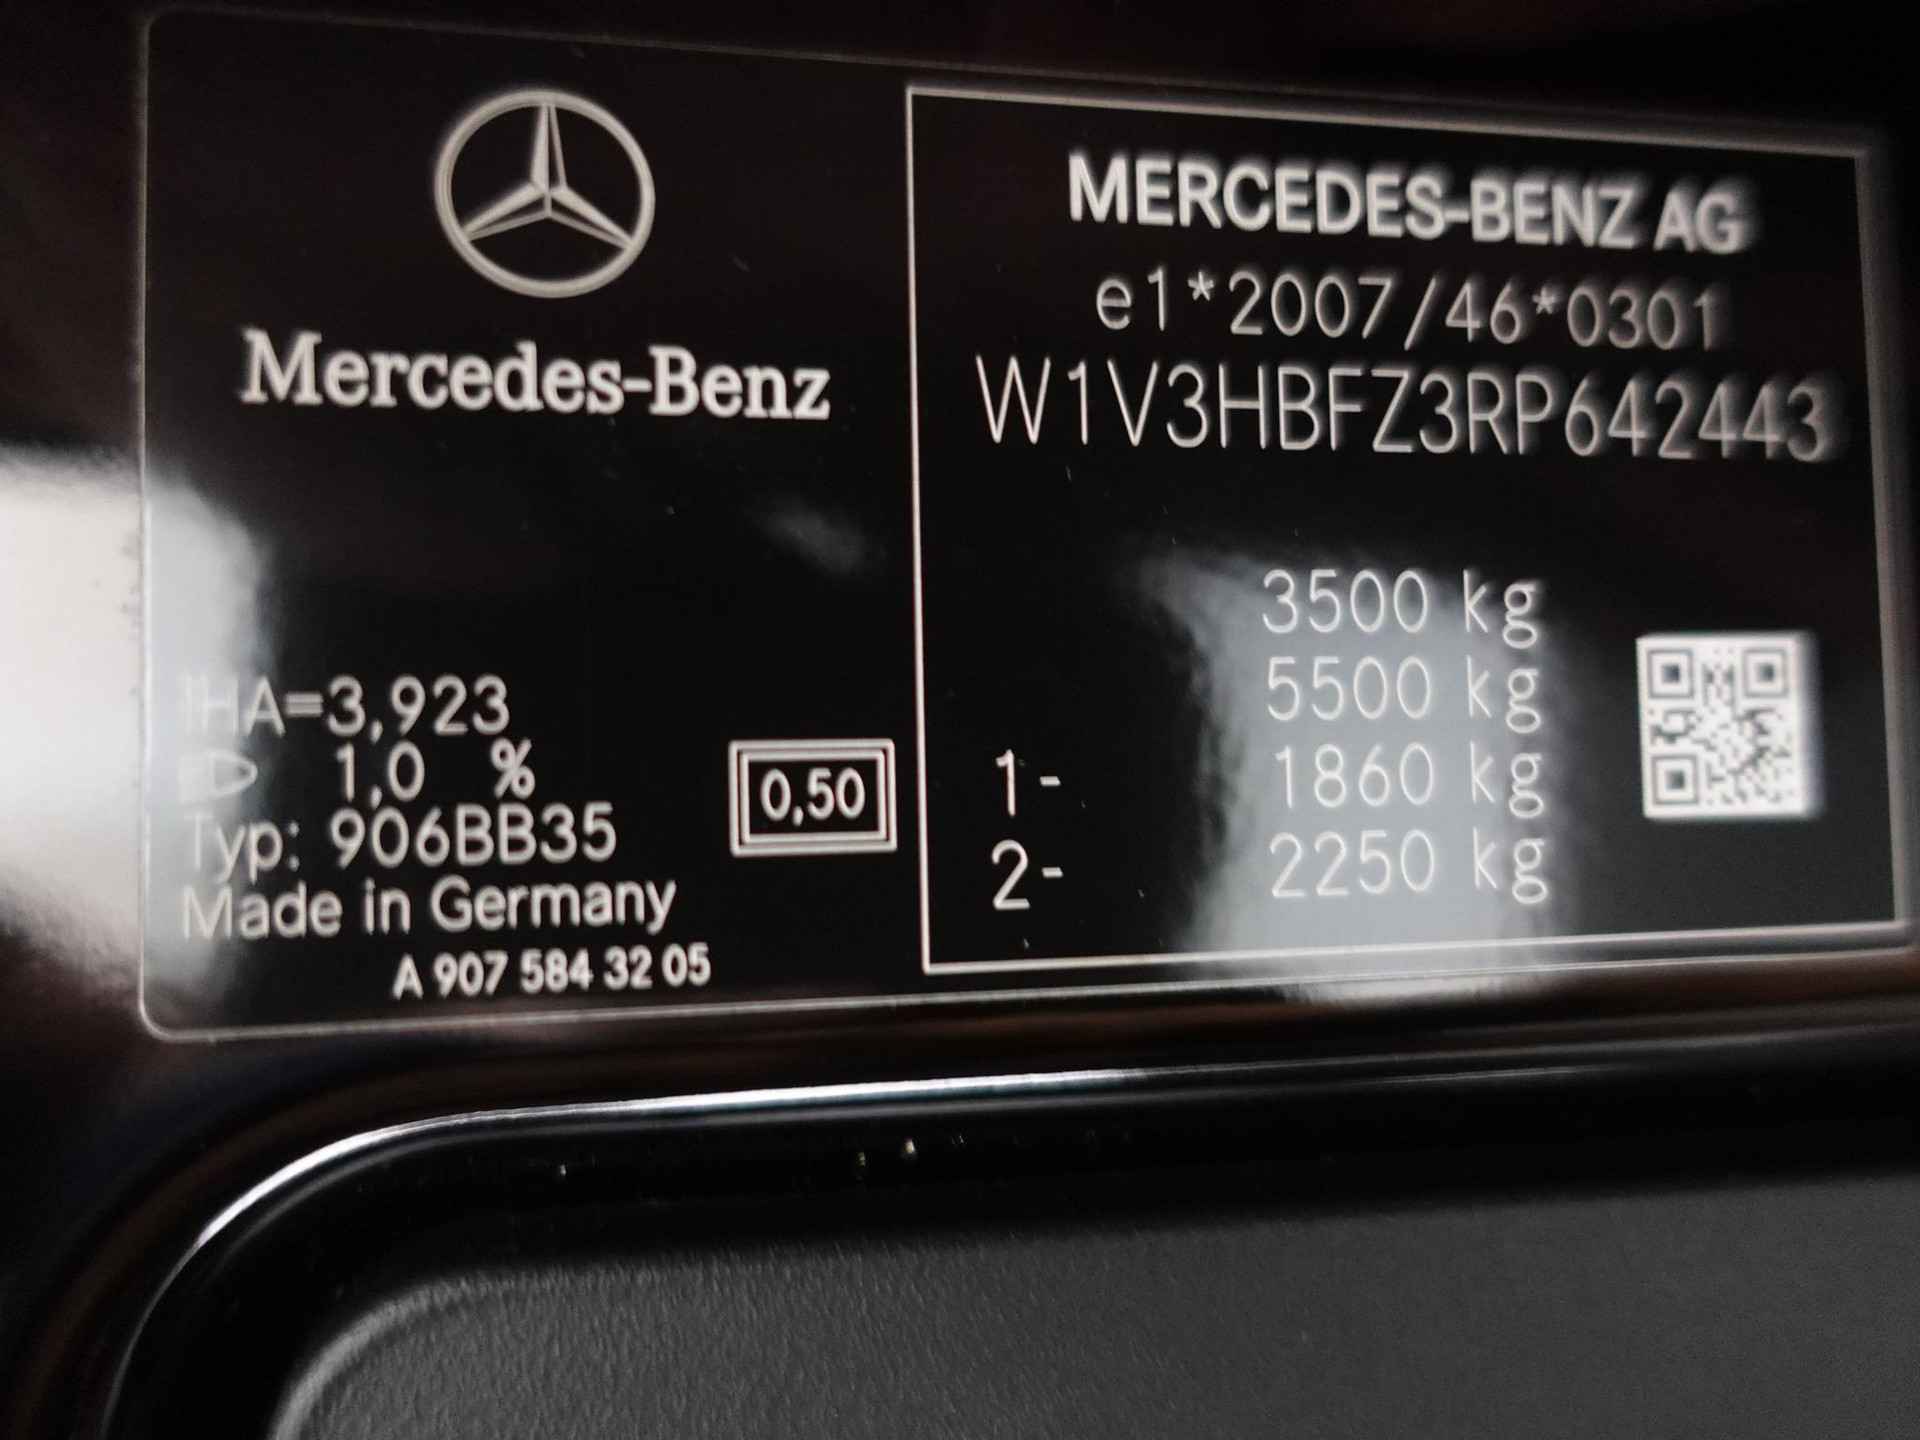 Mercedes-Benz
IHA=3,923
1,0 %
Typ: 906BB35
Made in Germany
A 907 584 32 05
0,50
MERCEDES-BENZ AG
e1*2007/46*0301
W1V3HBFZ3RP642443
3500 kg
5500 kg
1- 1860 kg
2- 2250 kg